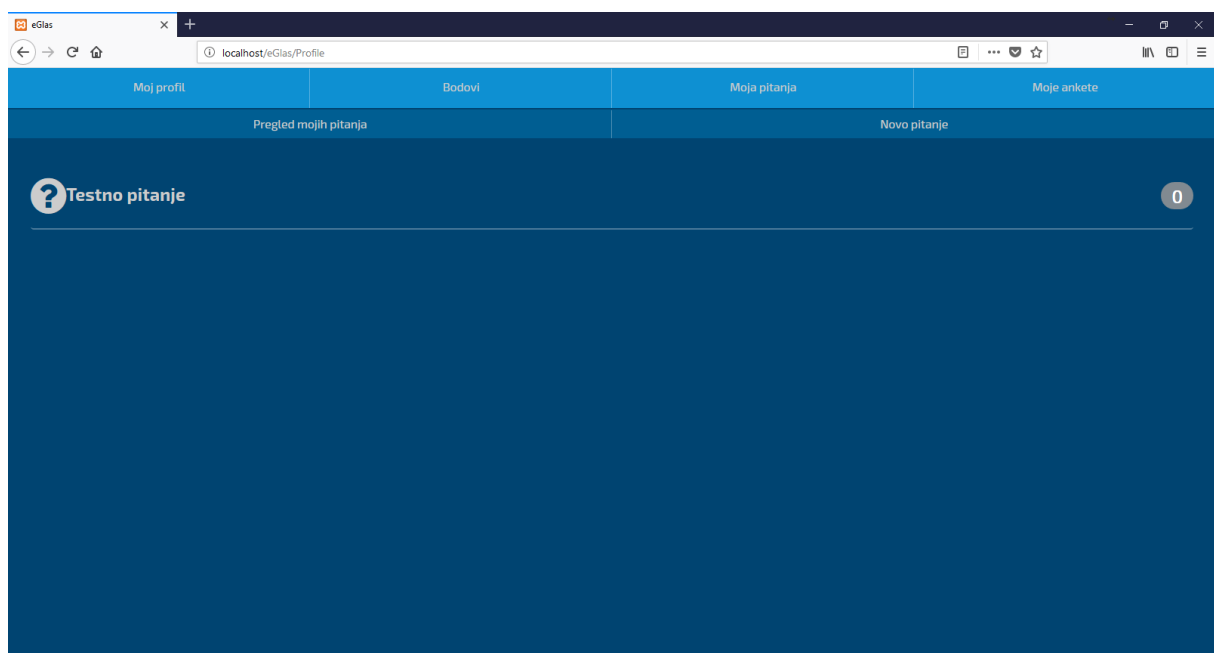 eGlas
localhost/eGlas/Profile
Moj profil Bodovi Moja pitanja Moje ankete
Pregled mojih pitanja Novo pitanje
Testno pitanje 0